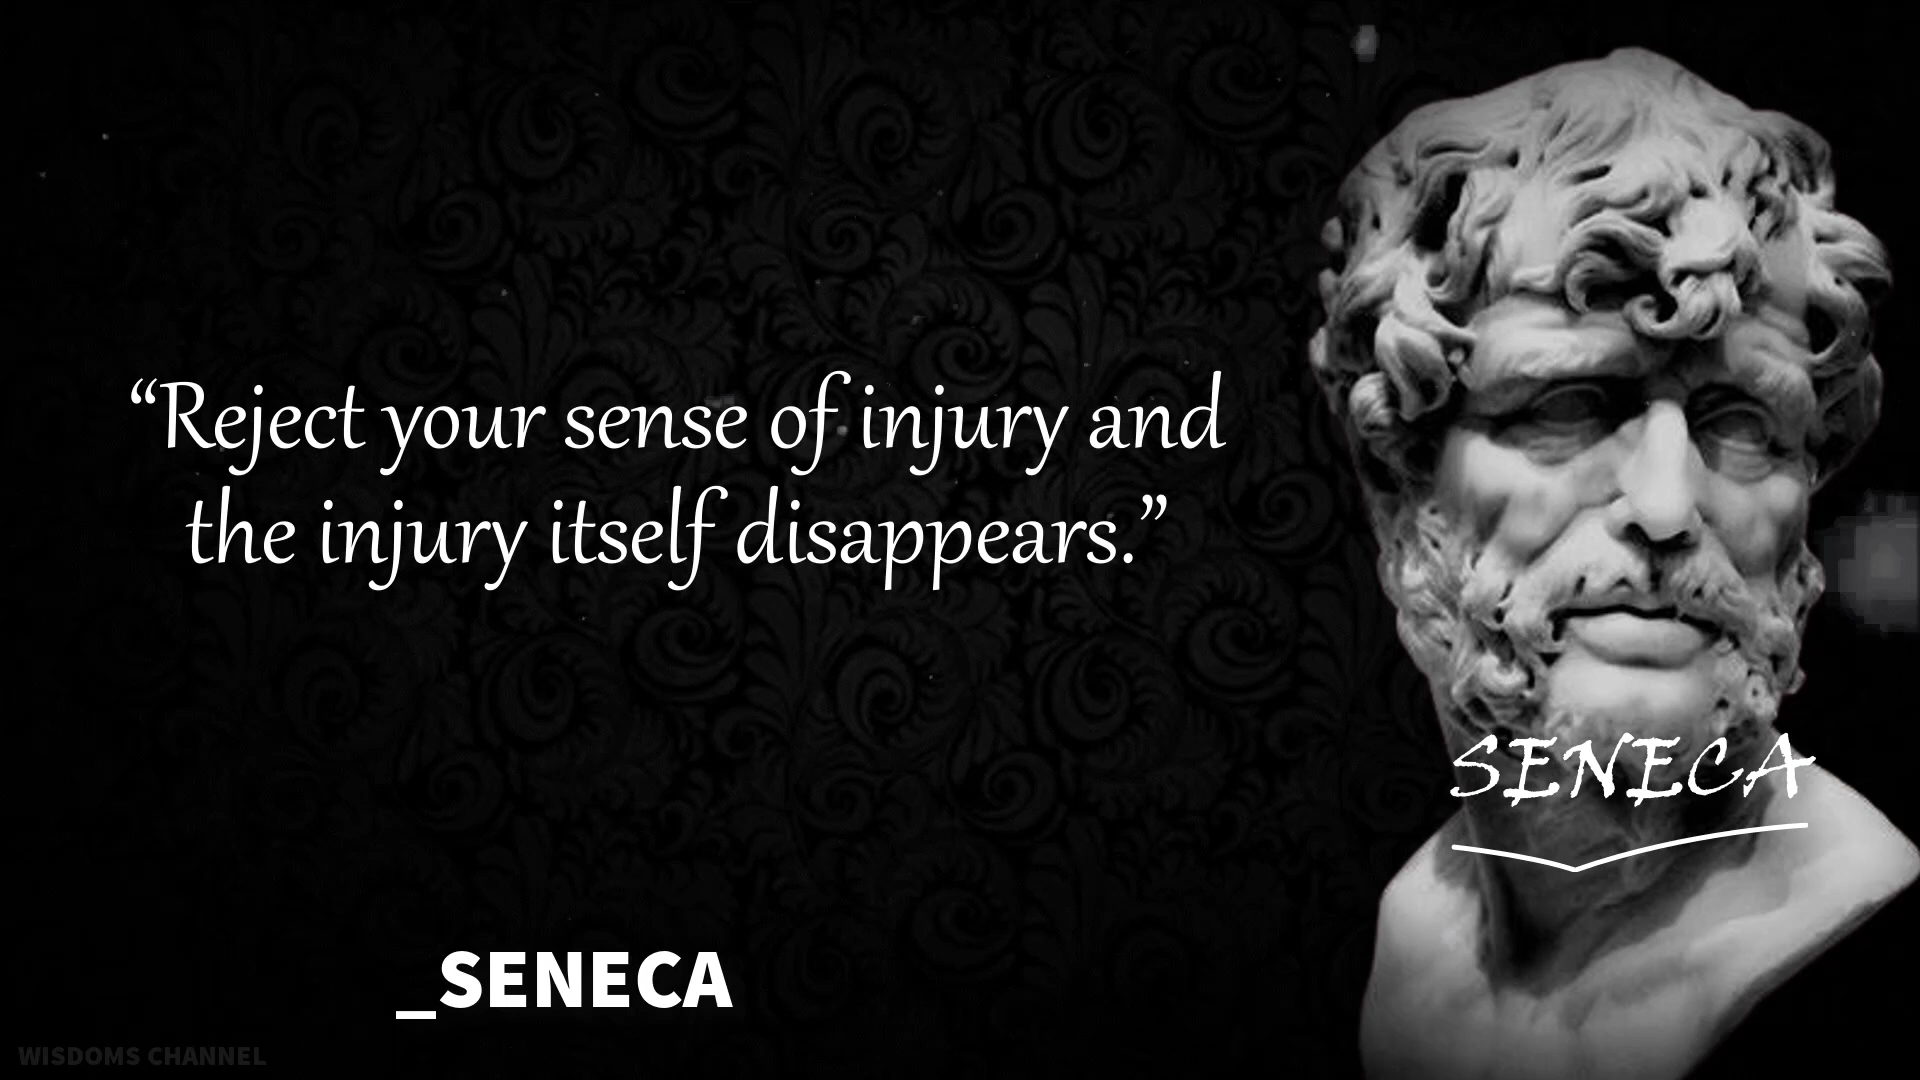 “Reject your sense of injury and
the injury itself disappears.”
SENECA
_SENECA
WISDOMS CHANNEL